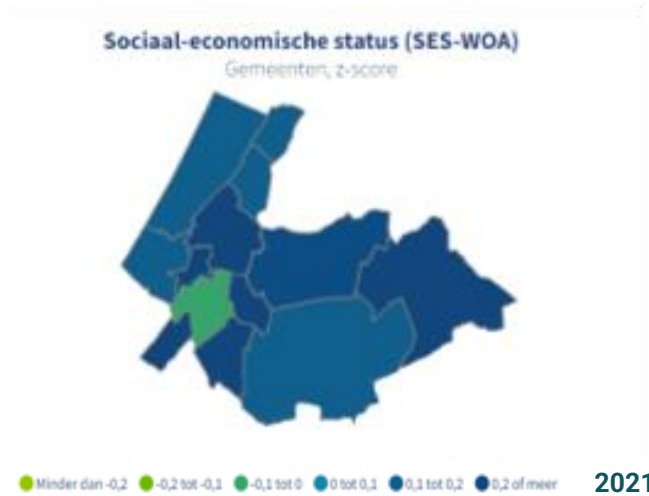 Sociaal-economische status (SES-WOA)
Gemeenten, z-score
Minder dan -0,2 -0,2 tot -0,1 -0,1 tot 0 0 tot 0,1 0,1 tot 0,2 0,2 of meer 2021